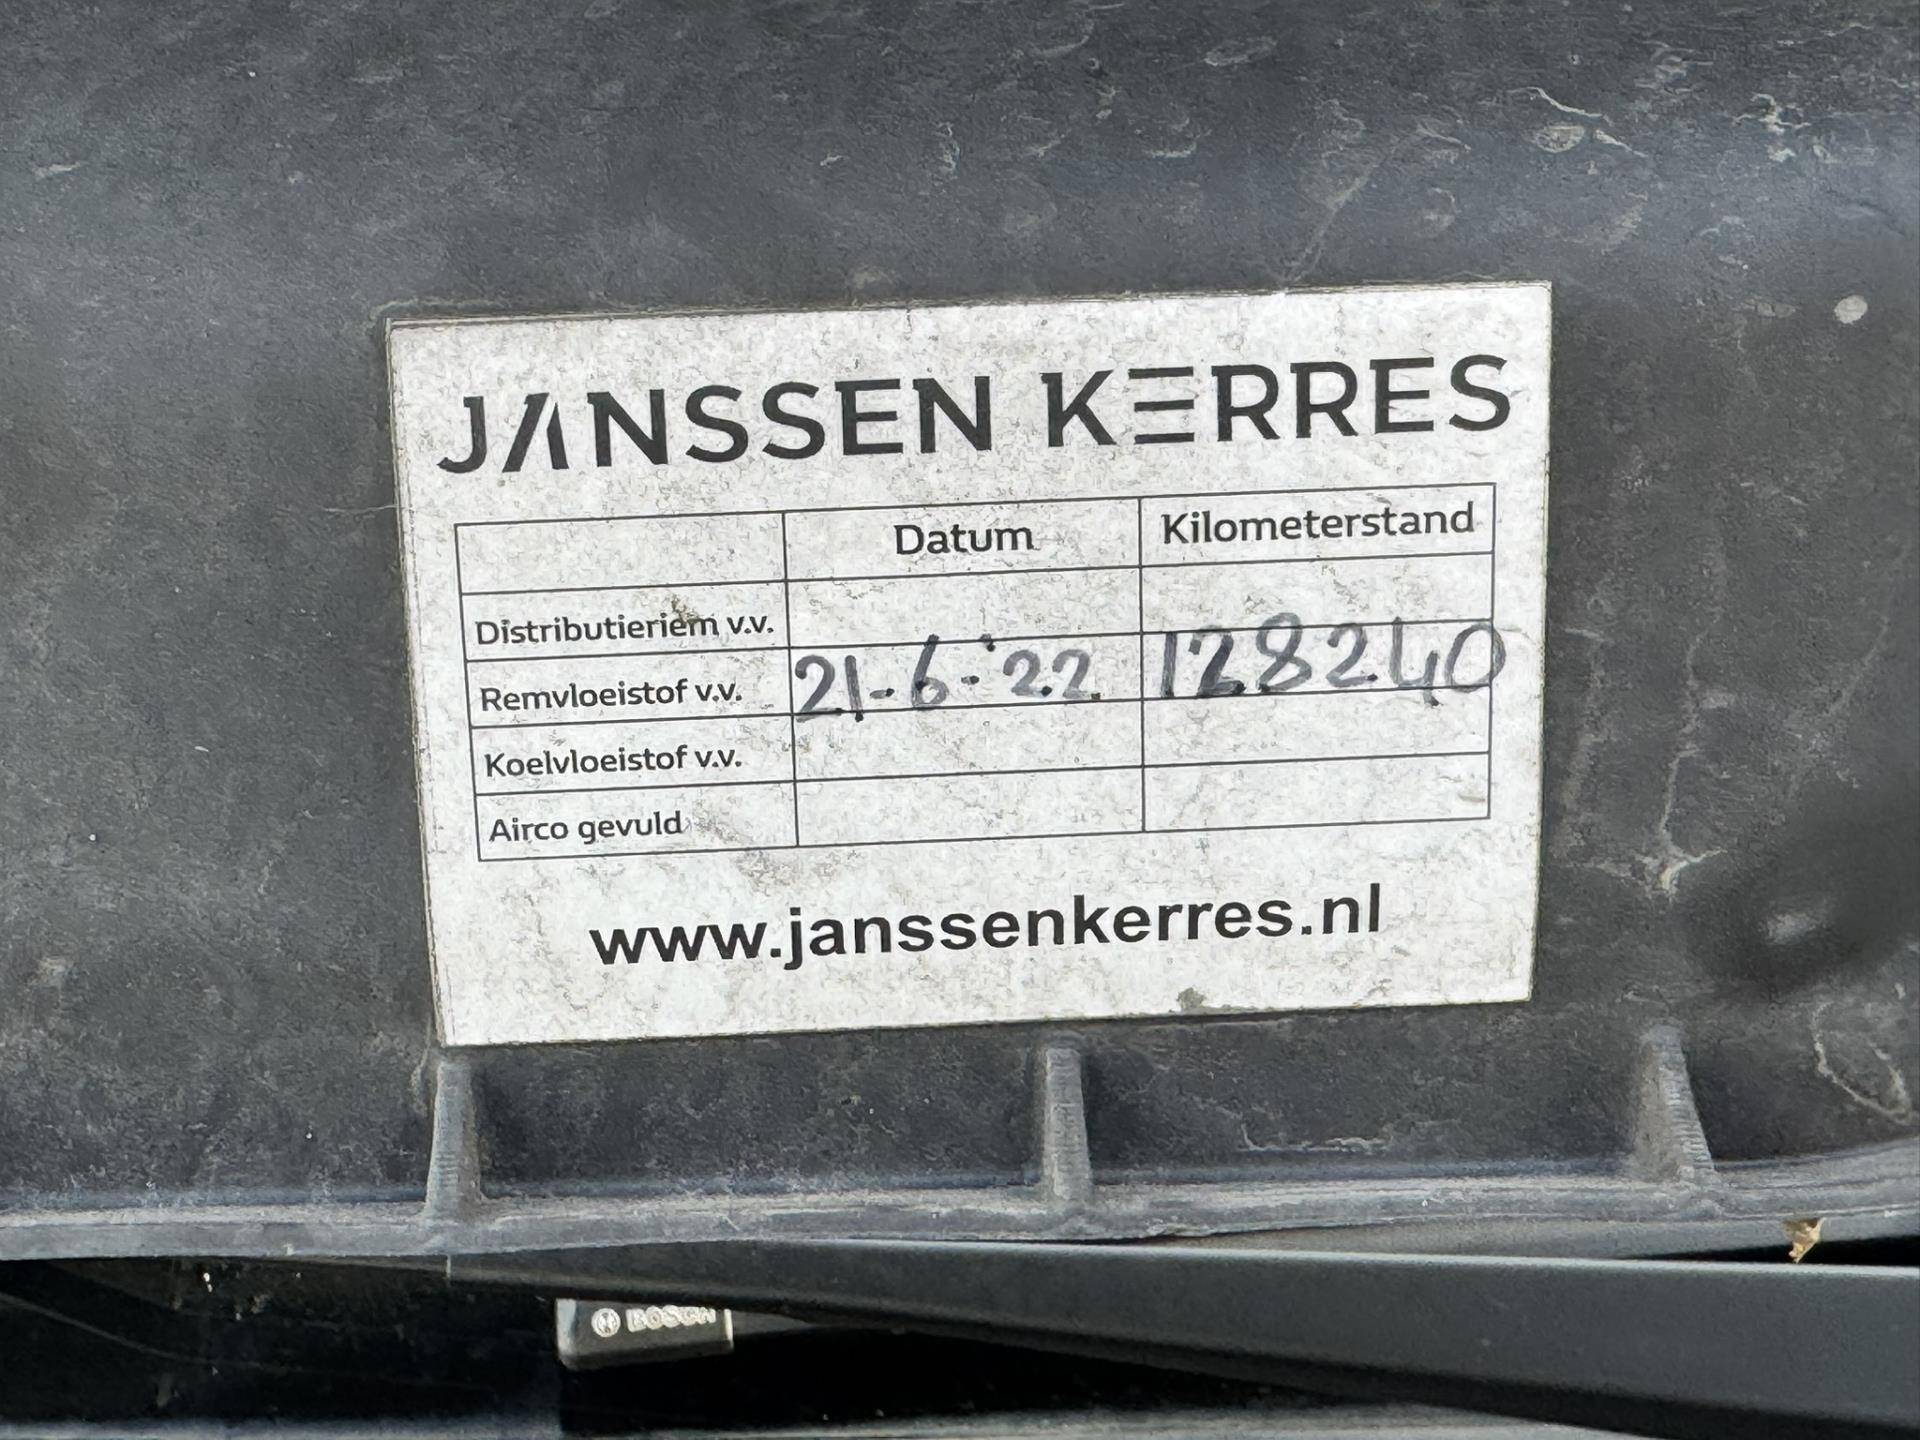 JANSSEN KERRES
Datum Kilometerstand
Distributieriem v.v.
Remvloeistof v.v. 21-6-'22 128240
Koelvloeistof v.v.
Airco gevuld
www.janssenkerres.nl
BOSCH